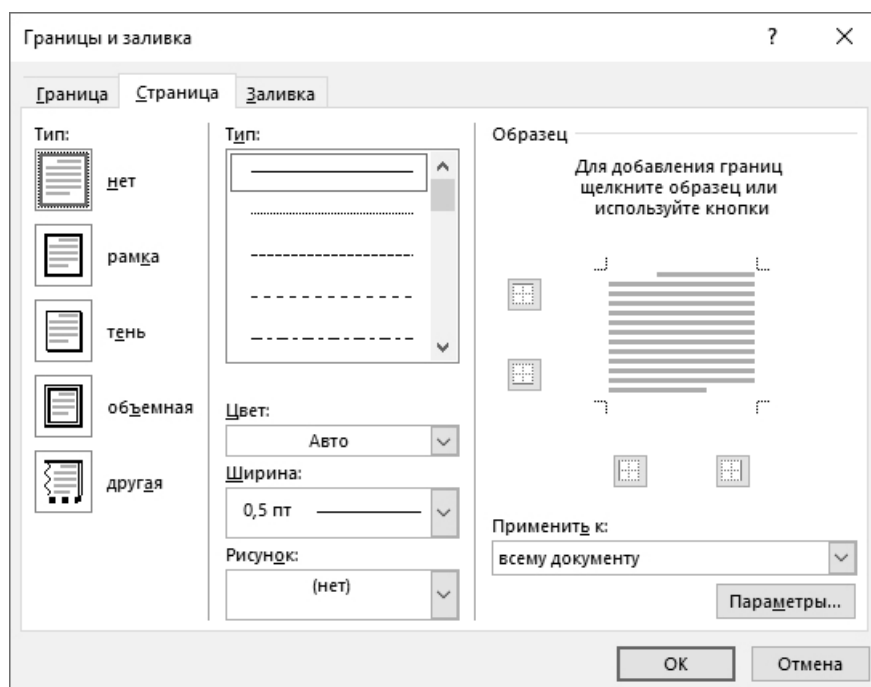 Границы и заливка
?
Граница Страница Заливка
Тип:
нет
рамка
тень
объемная
другая
Тип:
Цвет:
Авто
Ширина:
0,5 пт
Рисунок:
(нет)
Образец
Для добавления границ
щелкните образец или
используйте кнопки
Применить к:
всему документу
Параметры...
ОК Отмена